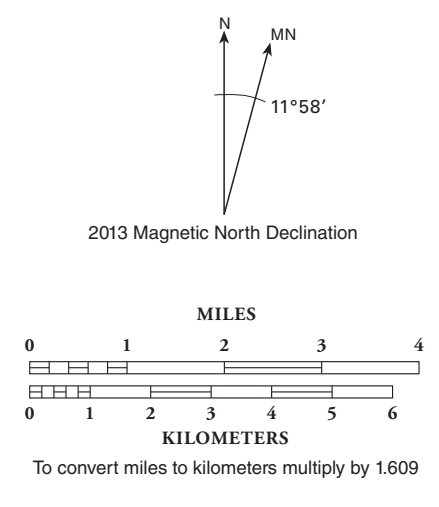 N
MN
11°58′
2013 Magnetic North Declination
MILES
0 1 2 3 4
0 1 2 3 4 5 6
KILOMETERS
To convert miles to kilometers multiply by 1.609